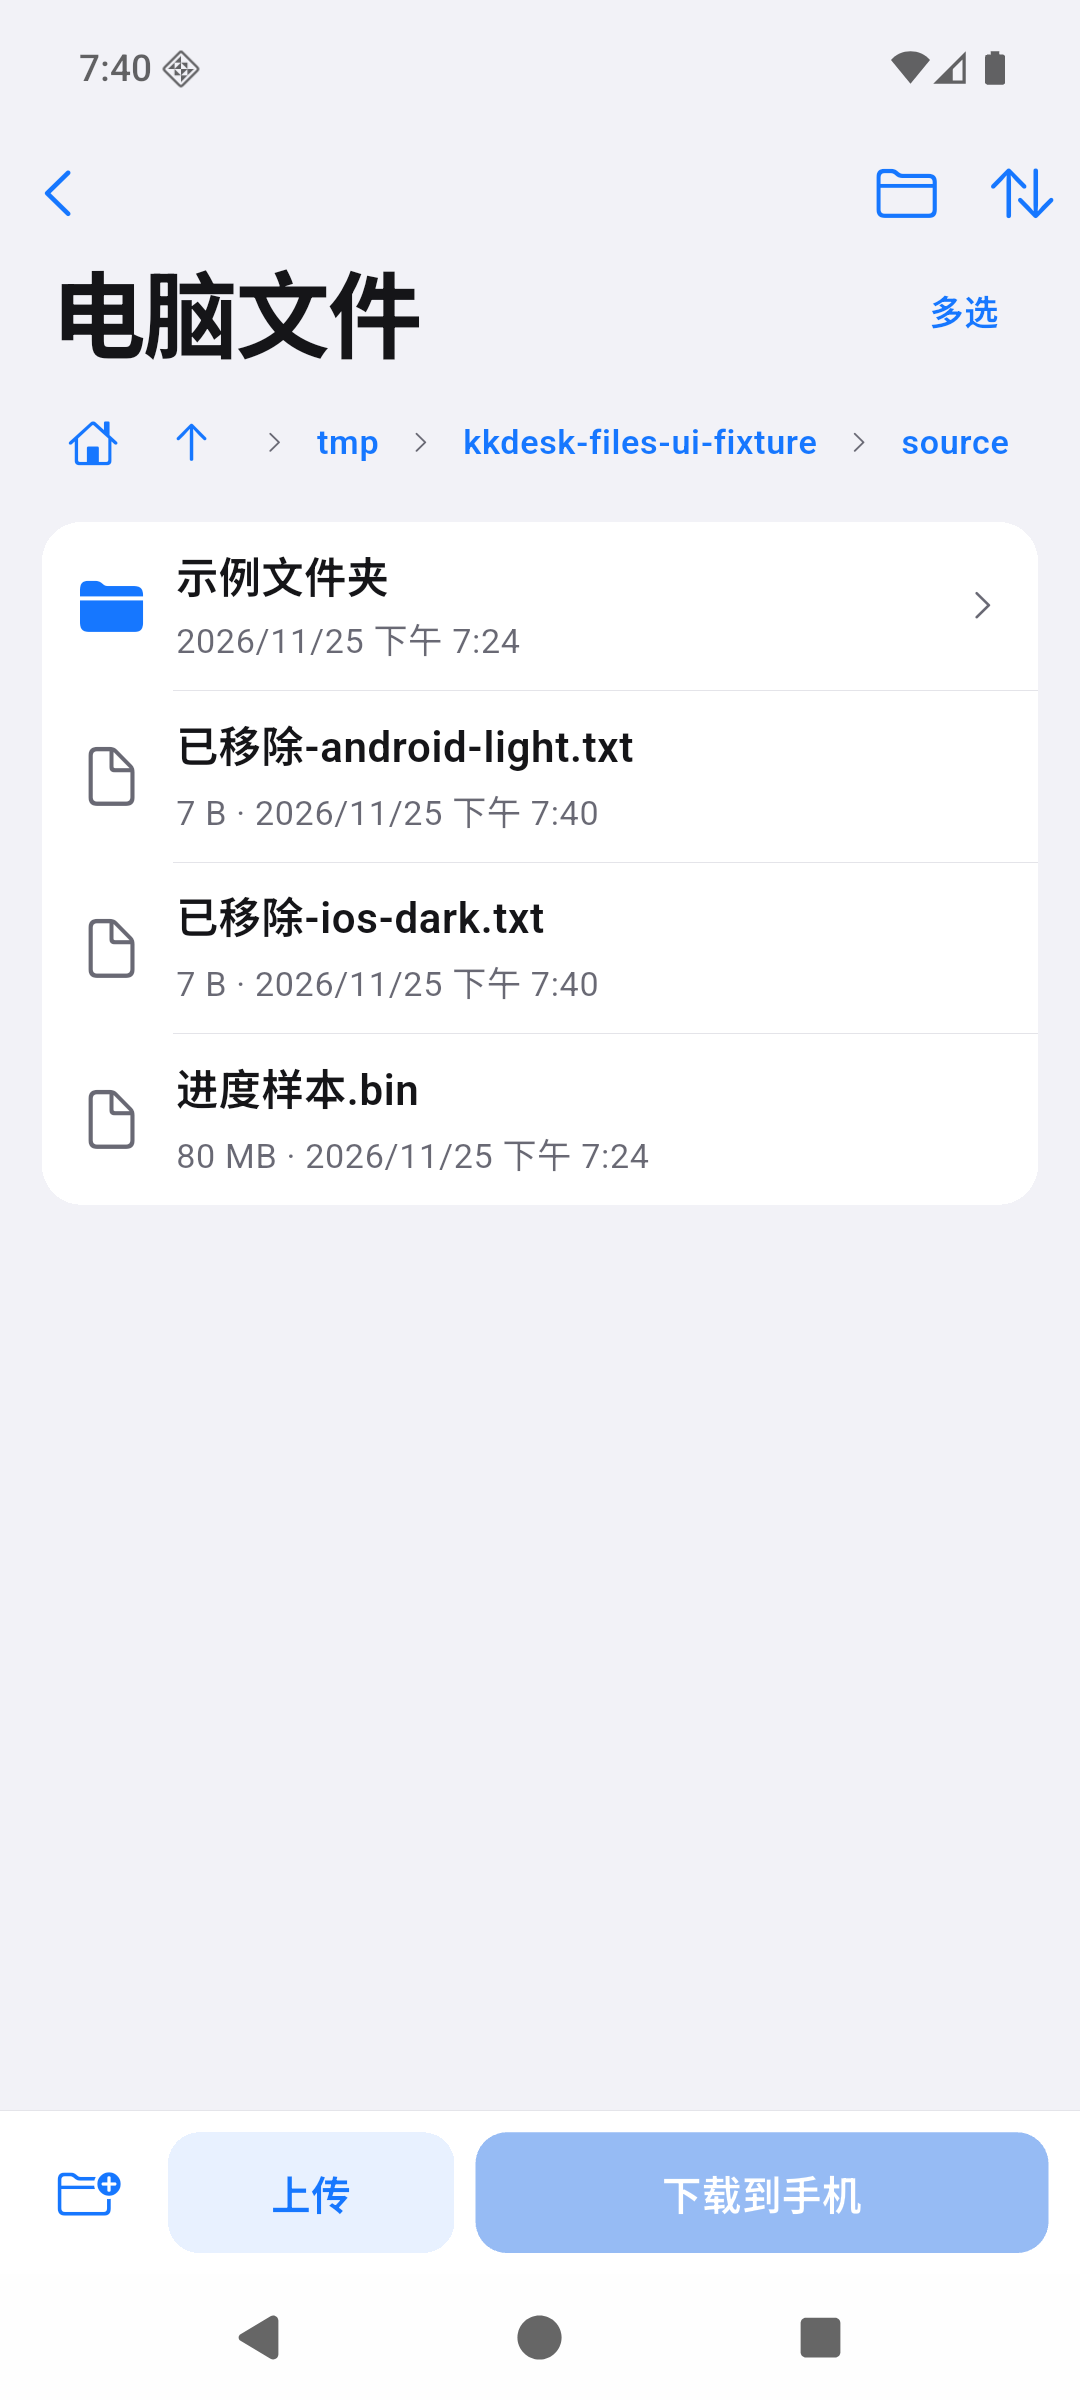 7:40
电脑文件
多选
tmp kkdesk-files-ui-fixture source
示例文件夹
2026/11/25 下午 7:24
已移除-android-light.txt
7 B · 2026/11/25 下午 7:40
已移除-ios-dark.txt
7 B · 2026/11/25 下午 7:40
进度样本.bin
80 MB · 2026/11/25 下午 7:24
上传
下载到手机